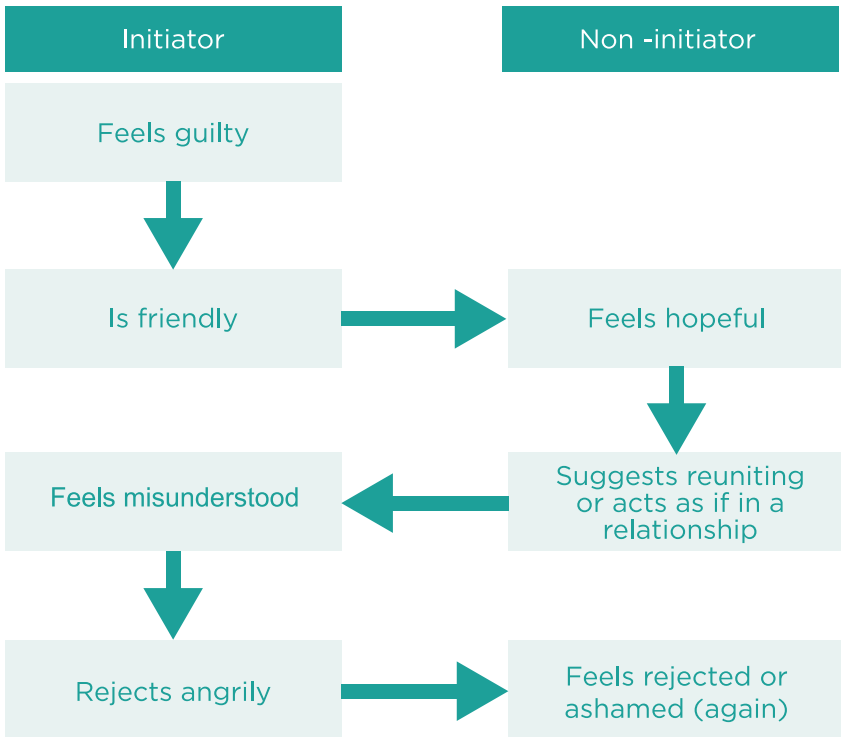 Initiator
Non -initiator
Feels guilty
Is friendly
Feels hopeful
Suggests reuniting
or acts as if in a
relationship
Feels misunderstood
Rejects angrily
Feels rejected or
ashamed (again)